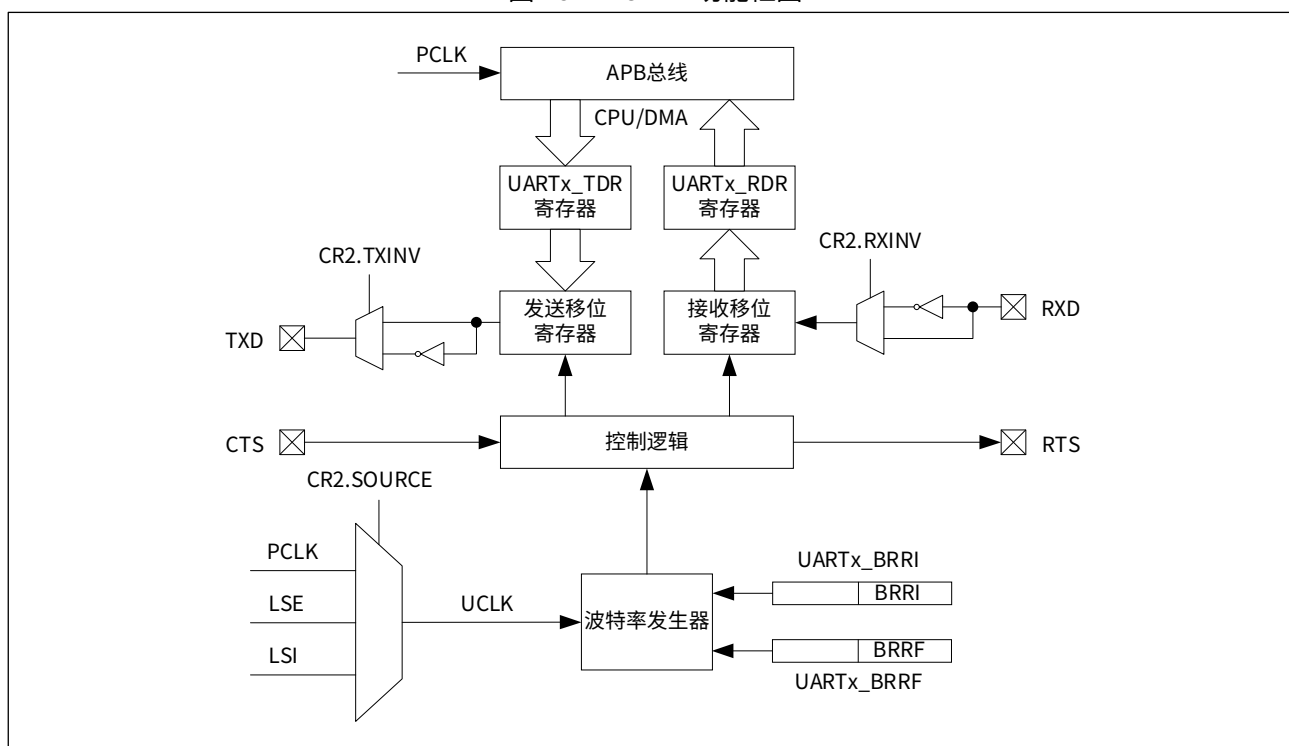 PCLK
APB总线
CPU/DMA
UARTx_TDR
寄存器
UARTx_RDR
寄存器
CR2.TXINV
CR2.RXINV
发送移位
寄存器
接收移位
寄存器
TXD
RXD
CTS
控制逻辑
RTS
CR2.SOURCE
PCLK
LSE
LSI
UCLK
波特率发生器
UARTx_BRRI
BRRI
BRRF
UARTx_BRRF